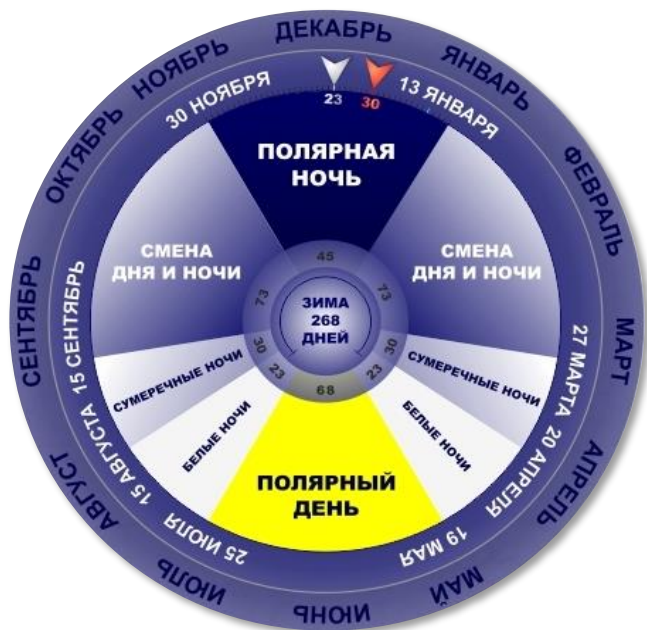 ДЕКАБРЬ
ЯНВАРЬ
ФЕВРАЛЬ
МАРТ
АПРЕЛЬ
МАЙ
ИЮНЬ
ИЮЛЬ
АВГУСТ
СЕНТЯБРЬ
ОКТЯБРЬ
НОЯБРЬ
30 НОЯБРЯ
23
30
13 ЯНВАРЯ
27 МАРТА
20 АПРЕЛЯ
19 МАЯ
25 ИЮЛЯ
15 АВГУСТА
15 СЕНТЯБРЬ
ПОЛЯРНАЯ
НОЧЬ
СМЕНА
ДНЯ И НОЧИ
СУМЕРЕЧНЫЕ НОЧИ
БЕЛЫЕ НОЧИ
ПОЛЯРНЫЙ
ДЕНЬ
БЕЛЫЕ НОЧИ
СУМЕРЕЧНЫЕ НОЧИ
СМЕНА
ДНЯ И НОЧИ
45
73
30
23
68
23
30
73
ЗИМА
268
ДНЕЙ